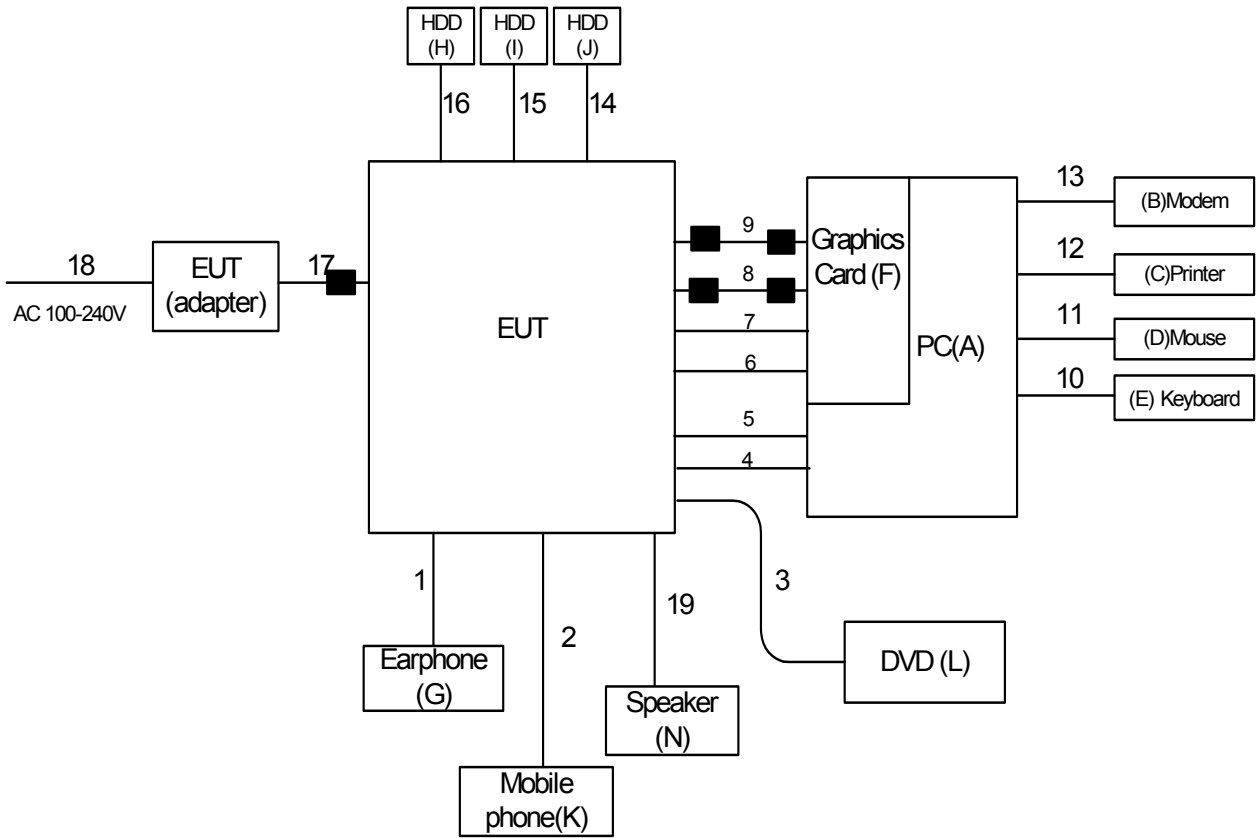 HDD
(H)
HDD
(I)
HDD
(J)
16
15
14
18
AC 100-240V
EUT
(adapter)
17
EUT
9
8
7
6
5
4
Graphics
Card (F)
PC(A)
13
(B)Modem
12
(C)Printer
11
(D)Mouse
10
(E) Keyboard
1
2
19
3
Earphone
(G)
Mobile
phone(K)
Speaker
(N)
DVD (L)